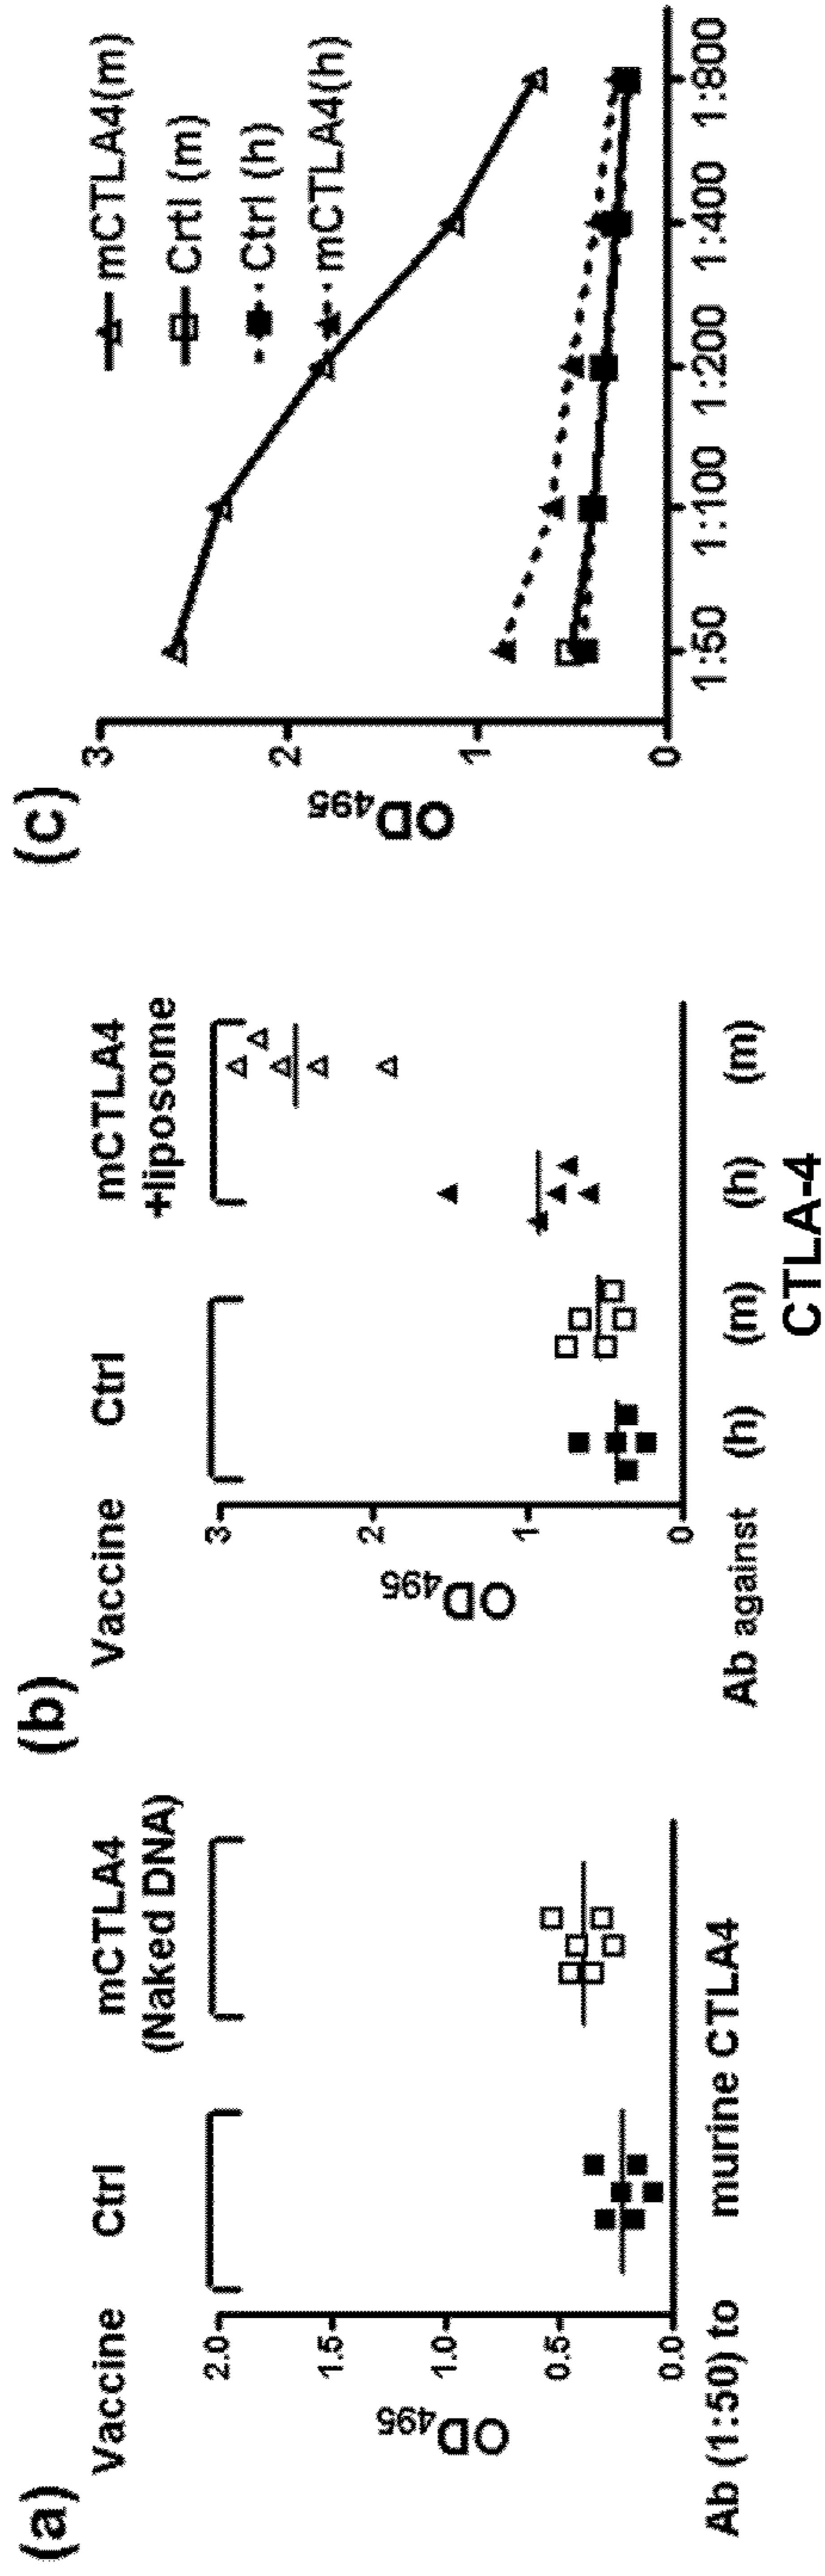 (a)
Vaccine
Ctrl
mCTLA4
(Naked DNA)
OD495
2.0
1.5
1.0
0.5
0.0
Ab (1:50) to murine CTLA4
(b)
Vaccine
Ctrl
mCTLA4
+liposome
OD495
3
2
1
0
Ab against (h) (m) (h) (m)
CTLA-4
(c)
OD495
3
2
1
0
mCTLA4(m)
Crtl (m)
Ctrl (h)
mCTLA4(h)
1:50 1:100 1:200 1:400 1:800